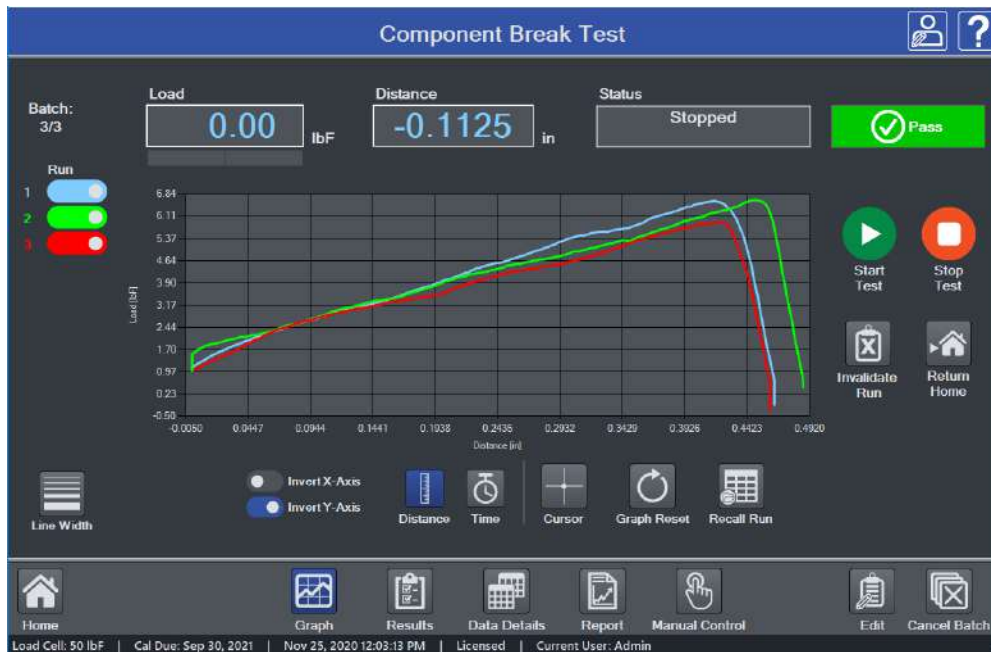 Component Break Test
?
Batch:
3/3
Load
0.00
lbF
Distance
-0.1125
in
Status
Stopped
Pass
Run
1
2
3
6.84
6.11
5.37
4.64
3.90
3.17
2.44
1.70
0.97
0.23
-0.50
Load [lbF]
-0.0050 0.0447 0.0944 0.1441 0.1938 0.2435 0.2932 0.3429 0.3926 0.4423 0.4920
Distance [in]
Start
Test
Stop
Test
Invalidate
Run
Return
Home
Line Width
Invert X-Axis
Invert Y-Axis
Distance
Time
Cursor
Graph Reset
Recall Run
Home
Graph
Results
Data Details
Report
Manual Control
Edit
Cancel Batch
Load Cell: 50 lbF | Cal Due: Sep 30, 2021 | Nov 25, 2020 12:03:13 PM | Licensed | Current User: Admin